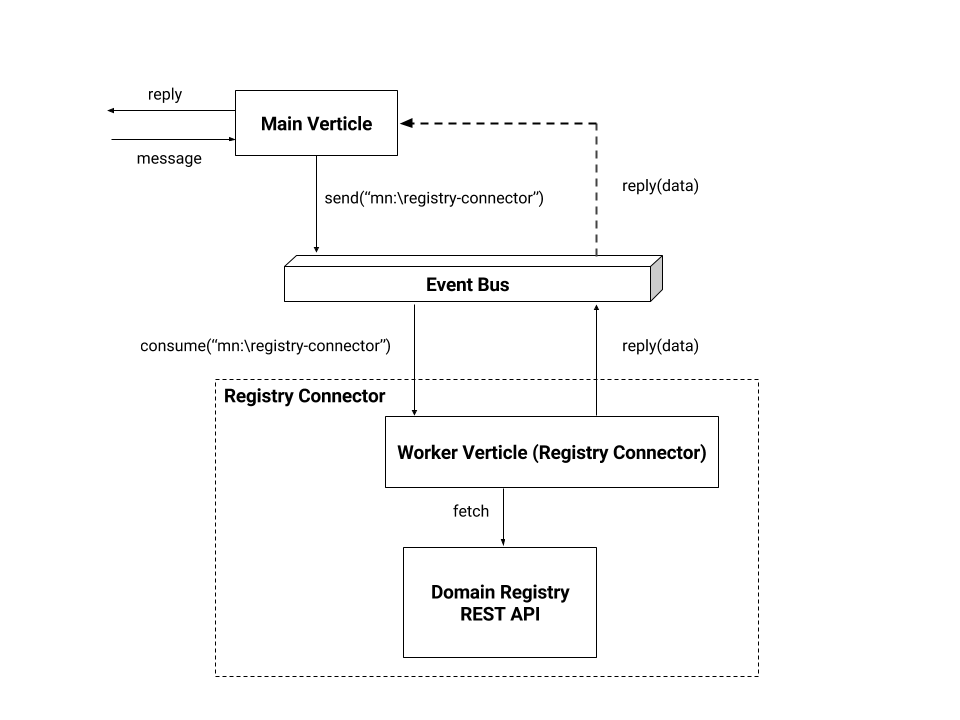 reply
Main Verticle
message
reply(data)
send(“mn:\registry-connector”)
Event Bus
consume(“mn:\registry-connector”)
reply(data)
Registry Connector
Worker Verticle (Registry Connector)
fetch
Domain Registry
REST API